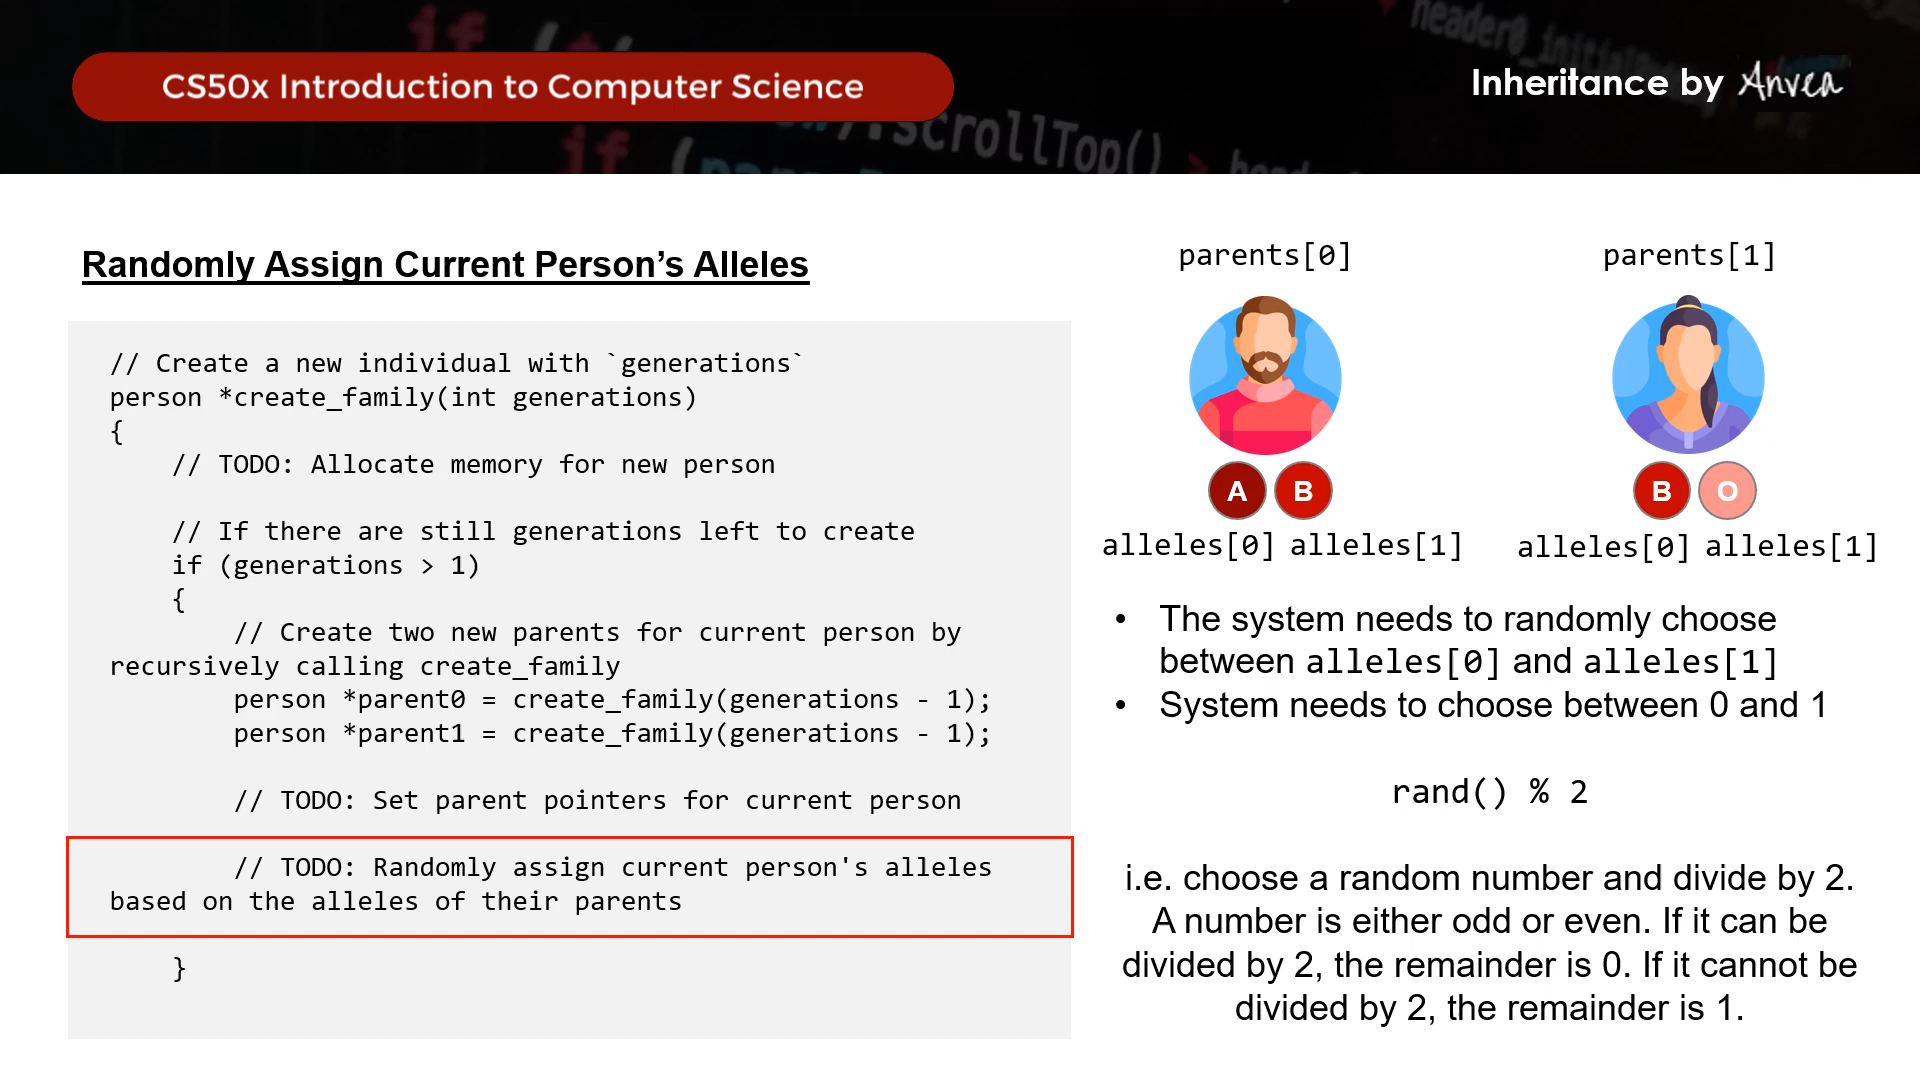 if (t(
header0_initial
CS50x Introduction to Computer Science
Inheritance by Anvea
.scrollTop() >
if (
Randomly Assign Current Person’s Alleles
// Create a new individual with `generations`
person *create_family(int generations)
{
// TODO: Allocate memory for new person
// If there are still generations left to create
if (generations > 1)
{
// Create two new parents for current person by
recursively calling create_family
person *parent0 = create_family(generations - 1);
person *parent1 = create_family(generations - 1);
// TODO: Set parent pointers for current person
// TODO: Randomly assign current person's alleles
based on the alleles of their parents
}
parents[0] parents[1]
A B B O
alleles[0] alleles[1] alleles[0] alleles[1]
• The system needs to randomly choose
between alleles[0] and alleles[1]
• System needs to choose between 0 and 1
rand() % 2
i.e. choose a random number and divide by 2.
A number is either odd or even. If it can be
divided by 2, the remainder is 0. If it cannot be
divided by 2, the remainder is 1.